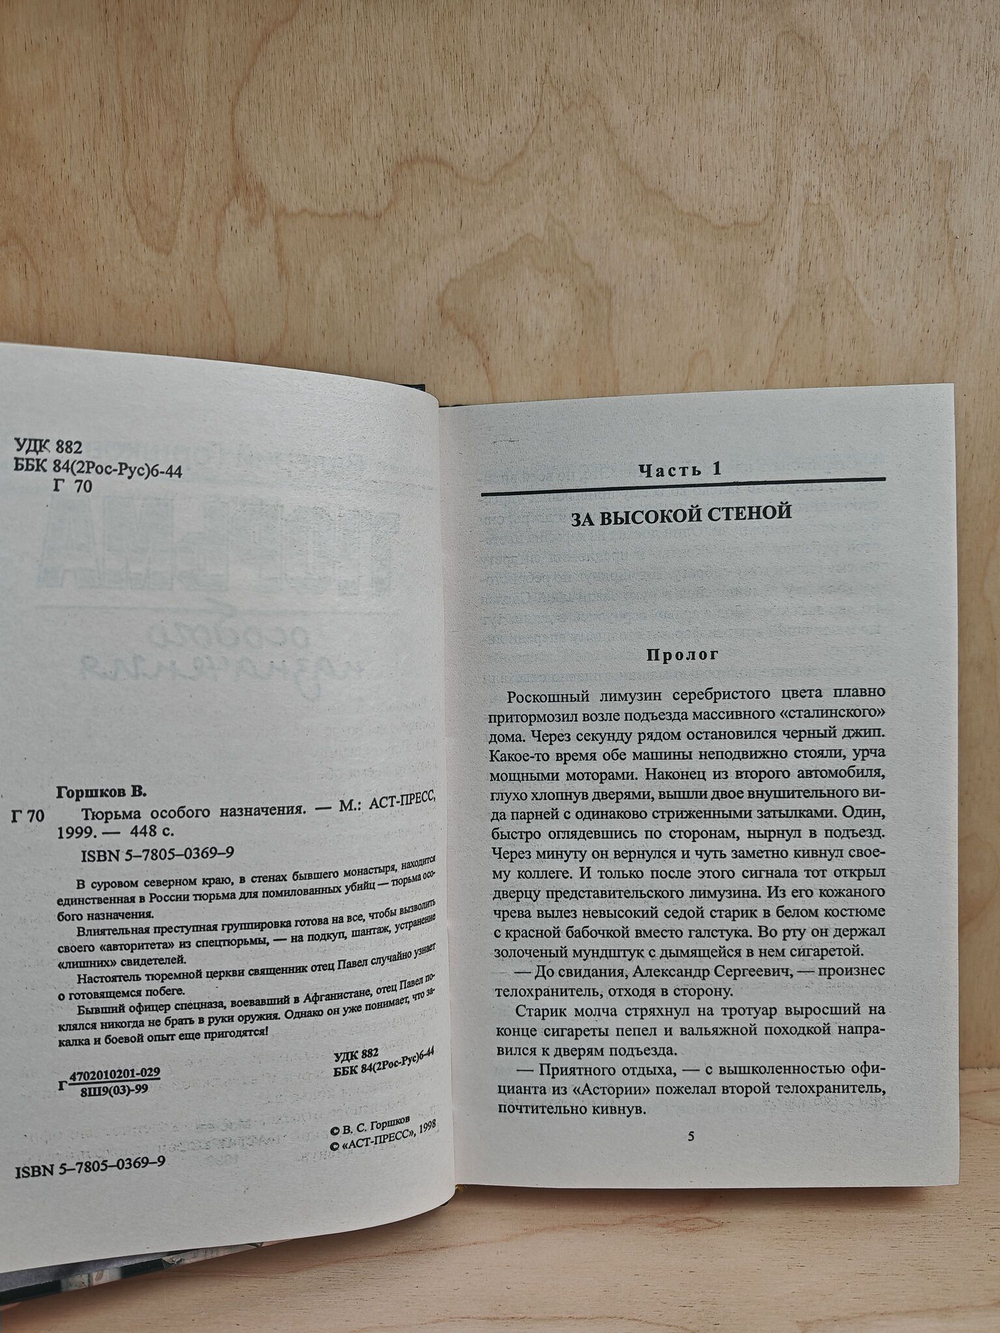 УДК 882
ББК 84(2Рос-Рус)6-44
Г 70
Горшков В.
Г 70 Тюрьма особого назначения. — М.: АСТ-ПРЕСС,
1999. — 448 с.
ISBN 5–7805–0369–9
В суровом северном краю, в стенах бывшего монастыря, находится
единственная в России тюрьма для помилованных убийц — тюрьма осо-
бого назначения.
Влиятельная преступная группировка готова на все, чтобы вызволить
своего «авторитета» из спецтюрьмы, — на подкуп, шантаж, устранение
«лишних» свидетелей.
Настоятель тюремной церкви священник отец Павел случайно узнает
о готовящемся побеге.
Бывший офицер спецназа, воевавший в Афганистане, отец Павел по-
клялся никогда не брать в руки оружия. Однако он уже понимает, что за-
калка и боевой опыт еще пригодятся!
Г 4702010201-029
8Ш9(03)-99
УДК 882
ББК 84(2Рос-Рус)6-44
© В. С. Горшков
© «АСТ-ПРЕСС», 1998
ISBN 5–7805–0369–9
Часть 1
ЗА ВЫСОКОЙ СТЕНОЙ
Пролог
Роскошный лимузин серебристого цвета плавно
притормозил возле подъезда массивного «сталинского»
дома. Через секунду рядом остановился черный джип.
Какое-то время обе машины неподвижно стояли, урча
мощными моторами. Наконец из второго автомобиля,
глухо хлопнув дверями, вышли двое внушительного ви-
да парней с одинаково стриженными затылками. Один,
быстро оглядевшись по сторонам, нырнул в подъезд.
Через минуту он вернулся и чуть заметно кивнул свое-
му коллеге. И только после этого сигнала тот открыл
дверцу представительского лимузина. Из его кожаного
чрева вылез невысокий седой старик в белом костюме
с красной бабочкой вместо галстука. Во рту он держал
золоченый мундштук с дымящейся в нем сигаретой.
— До свидания, Александр Сергеевич, — произнес
телохранитель, отходя в сторону.
Старик молча стряхнул на тротуар выросший на
конце сигареты пепел и вальяжной походкой напра-
вился к дверям подъезда.
— Приятного отдыха, — с вышколенностью офи-
цианта из «Астории» пожелал второй телохранитель,
почтительно кивнув.
5